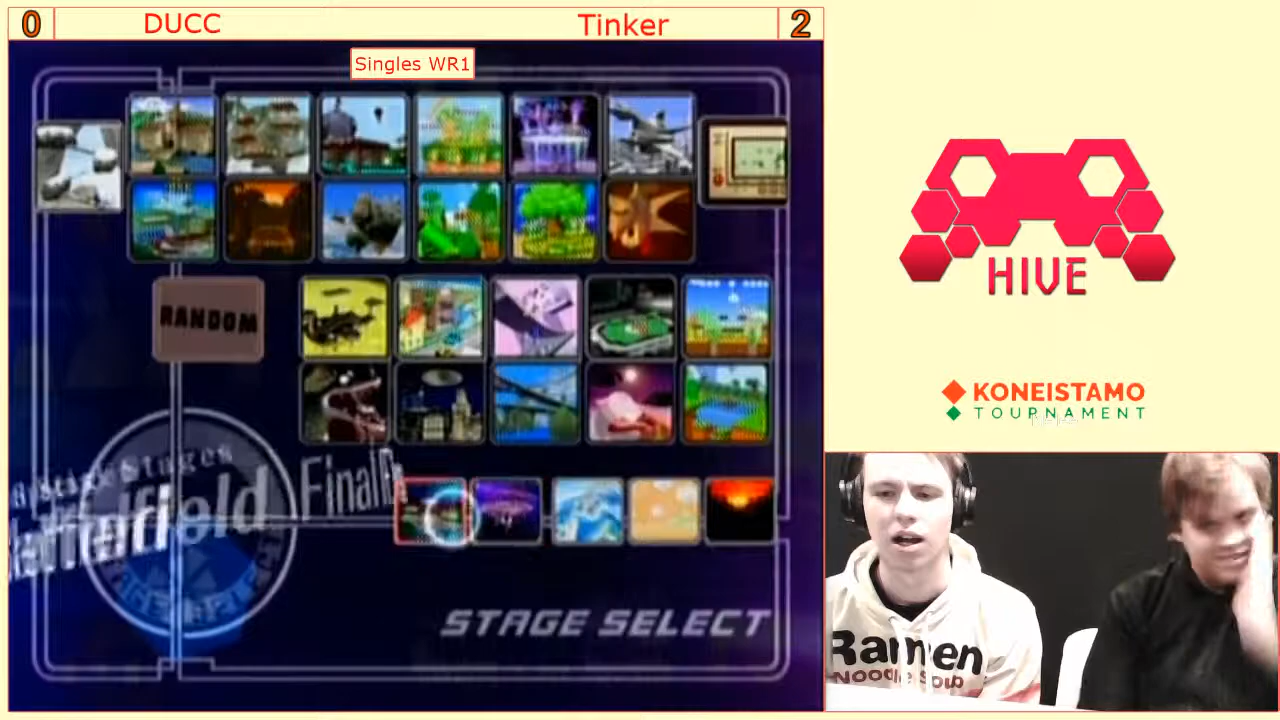 0
DUCC
Tinker
2
Singles WR1
RANDOM
STAGE SELECT
HIVE
KONEISTAMO
TOURNAMENT
Ramen
Noodle Soup